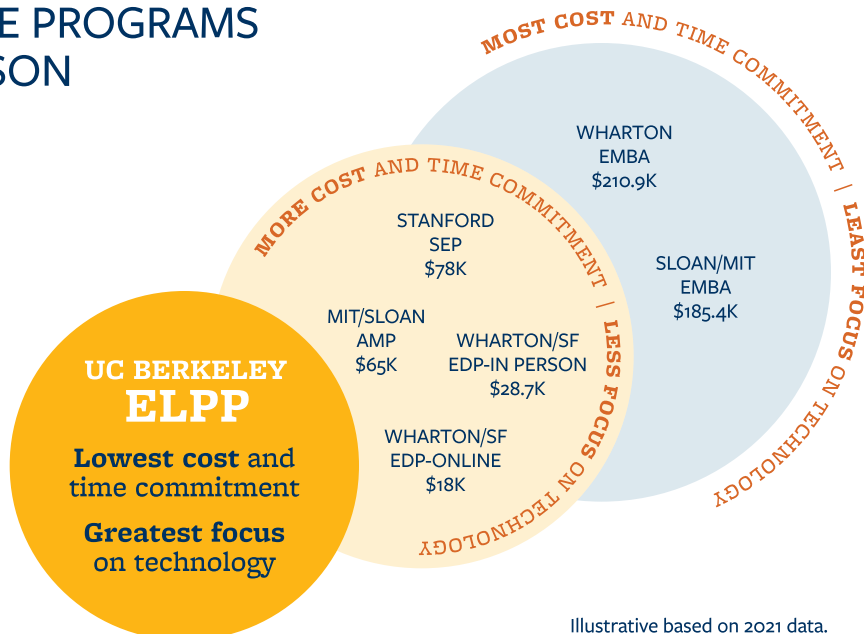 E PROGRAMS
SON
MOST COST AND TIME COMMITMENT | LEAST FOCUS ON TECHNOLOGY
WHARTON
EMBA
$210.9K
SLOAN/MIT
EMBA
$185.4K
MORE COST AND TIME COMMITMENT | LESS FOCUS ON TECHNOLOGY
STANFORD
SEP
$78K
MIT/SLOAN
AMP
$65K
WHARTON/SF
EDP-IN PERSON
$28.7K
WHARTON/SF
EDP-ONLINE
$18K
UC BERKELEY
ELPP
Lowest cost and
time commitment
Greatest focus
on technology
Illustrative based on 2021 data.